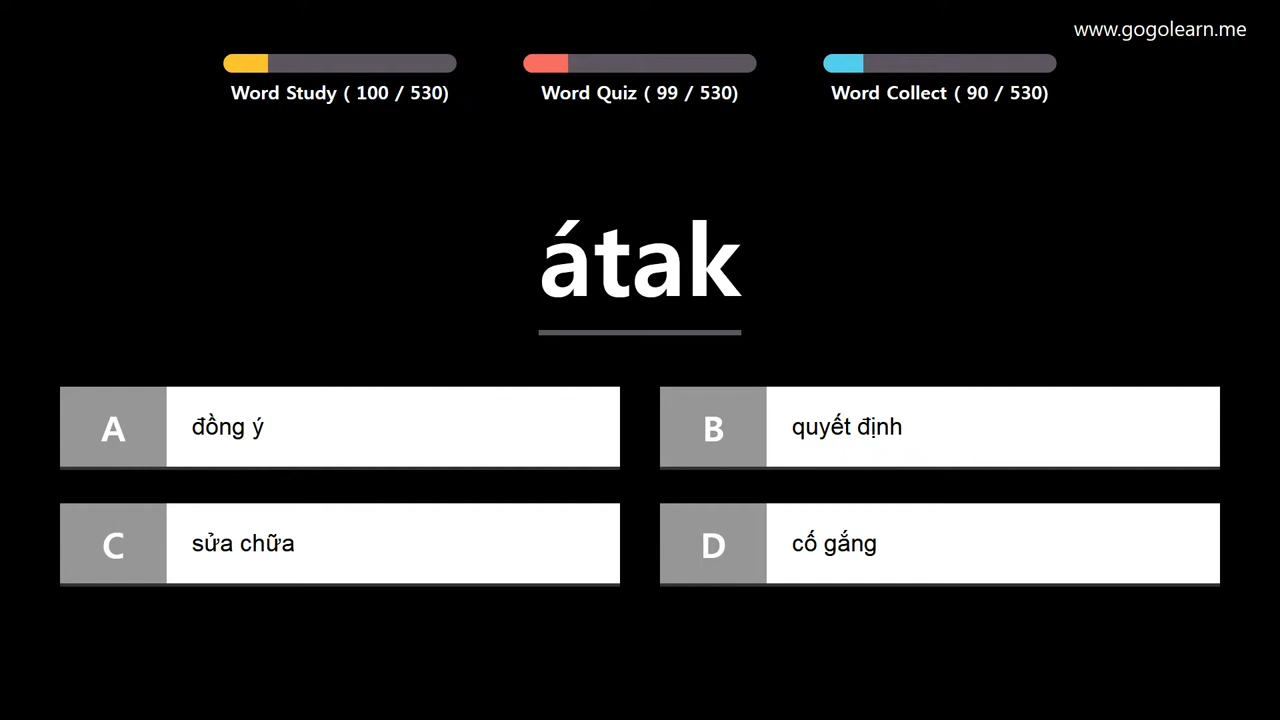 www.gogolearn.me
Word Study ( 100 / 530)
Word Quiz ( 99 / 530)
Word Collect ( 90 / 530)
átak
A
đồng ý
B
quyết định
C
sửa chữa
D
cố gắng